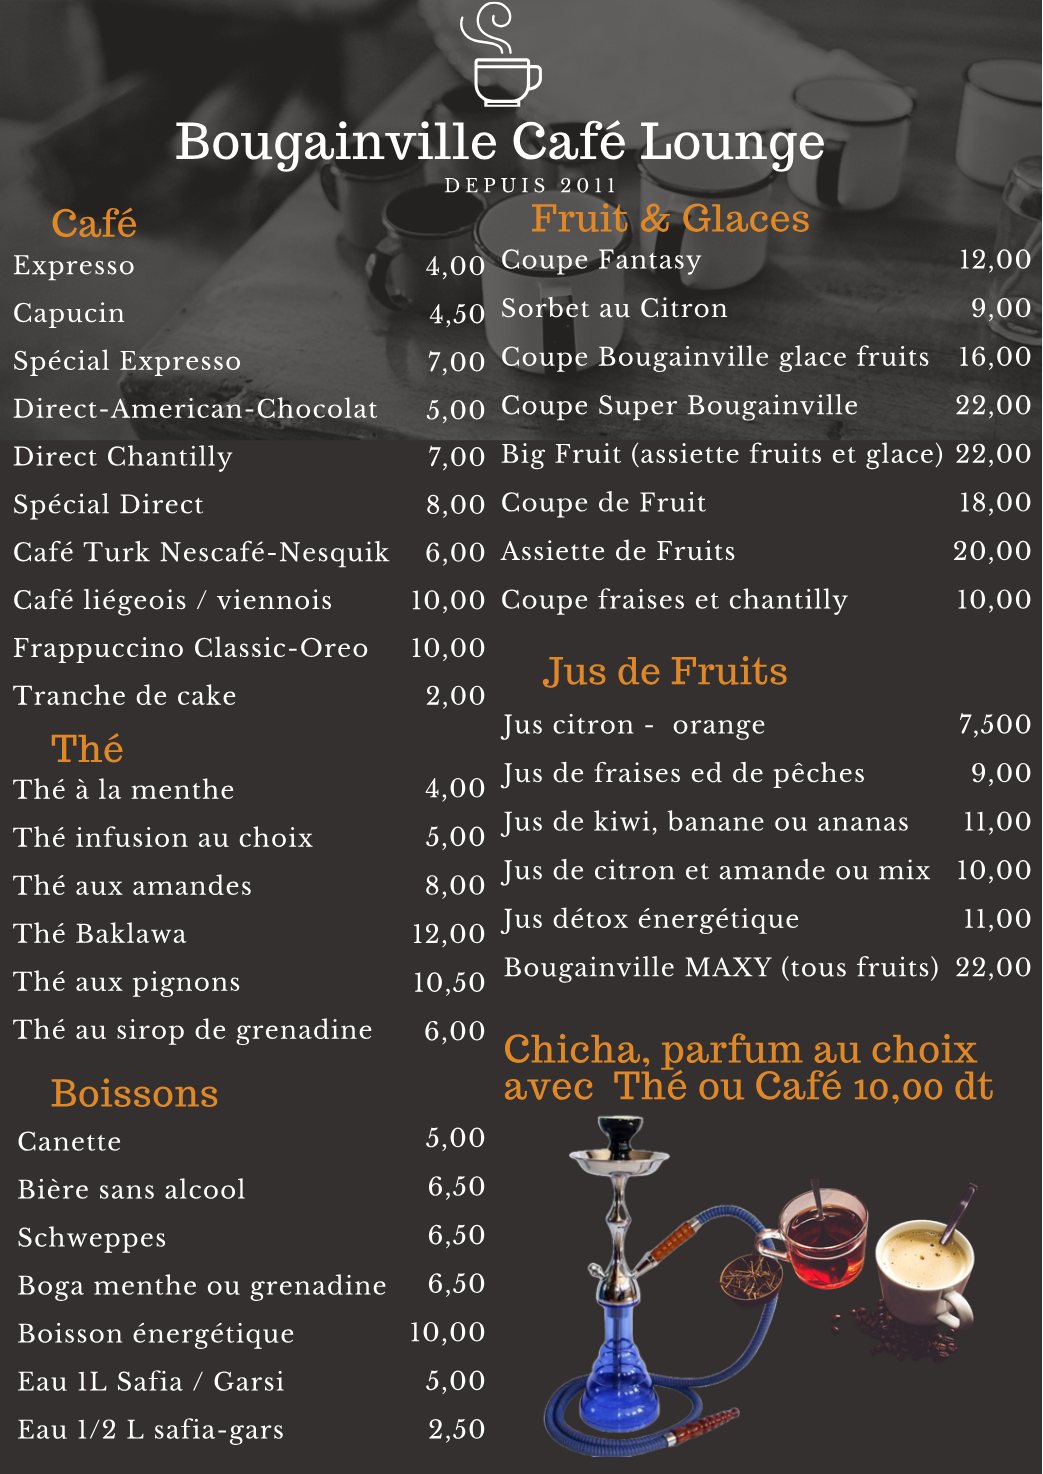 Bougainville Café Lounge
DEPUIS 2011
Café
Expresso 4,00
Capucin 4,50
Spécial Expresso 7,00
Direct-American-Chocolat 5,00
Direct Chantilly 7,00
Spécial Direct 8,00
Café Turk Nescafé-Nesquik 6,00
Café liégeois / viennois 10,00
Frappuccino Classic-Oreo 10,00
Tranche de cake 2,00
Thé
Thé à la menthe 4,00
Thé infusion au choix 5,00
Thé aux amandes 8,00
Thé Baklawa 12,00
Thé aux pignons 10,50
Thé au sirop de grenadine 6,00
Boissons
Canette 5,00
Bière sans alcool 6,50
Schweppes 6,50
Boga menthe ou grenadine 6,50
Boisson énergétique 10,00
Eau 1L Safia / Garsi 5,00
Eau 1/2 L safia-gars 2,50
Fruit & Glaces
Coupe Fantasy 12,00
Sorbet au Citron 9,00
Coupe Bougainville glace fruits 16,00
Coupe Super Bougainville 22,00
Big Fruit (assiette fruits et glace) 22,00
Coupe de Fruit 18,00
Assiette de Fruits 20,00
Coupe fraises et chantilly 10,00
Jus de Fruits
Jus citron - orange 7,500
Jus de fraises ed de pêches 9,00
Jus de kiwi, banane ou ananas 11,00
Jus de citron et amande ou mix 10,00
Jus détox énergétique 11,00
Bougainville MAXY (tous fruits) 22,00
Chicha, parfum au choix
avec Thé ou Café 10,00 dt